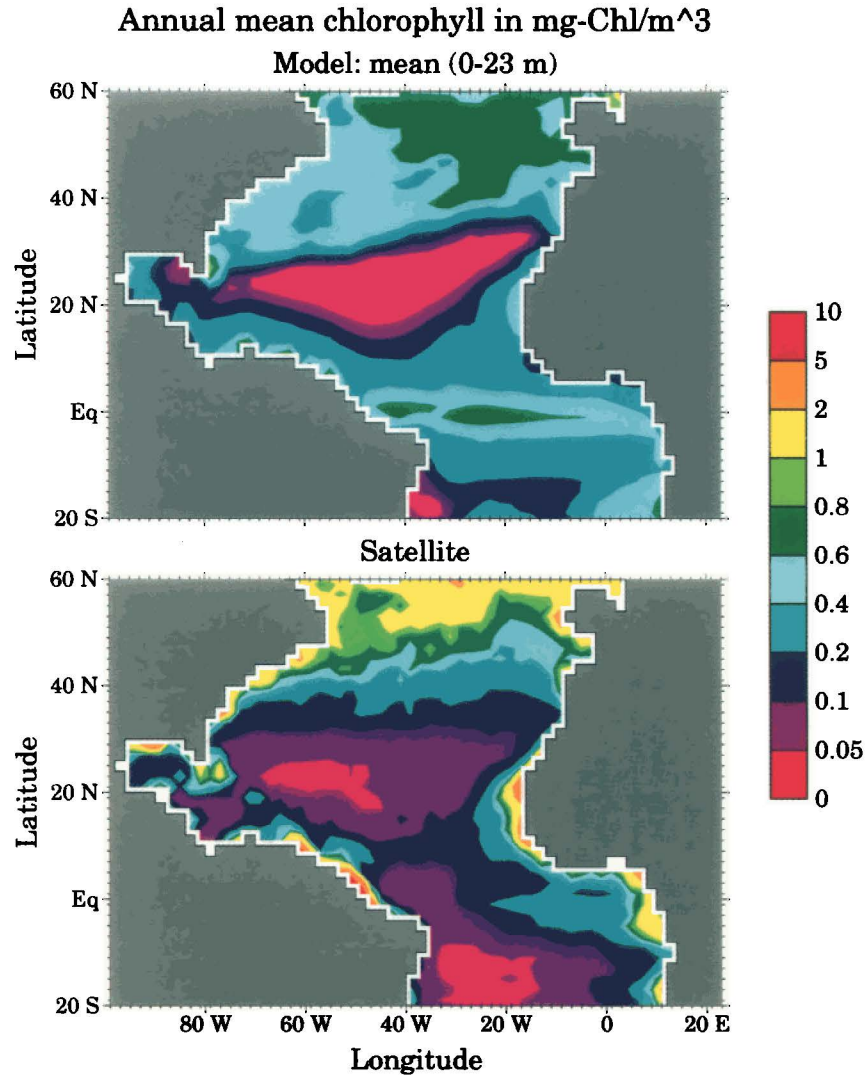 Annual mean chlorophyll in mg-Chl/m^3
Model: mean (0-23 m)
60 N
40 N
20 N
Eq
20 S
Latitude
Satellite
60 N
40 N
20 N
Eq
20 S
Latitude
80 W 60 W 40 W 20 W 0 20 E
Longitude
10
5
2
1
0.8
0.6
0.4
0.2
0.1
0.05
0